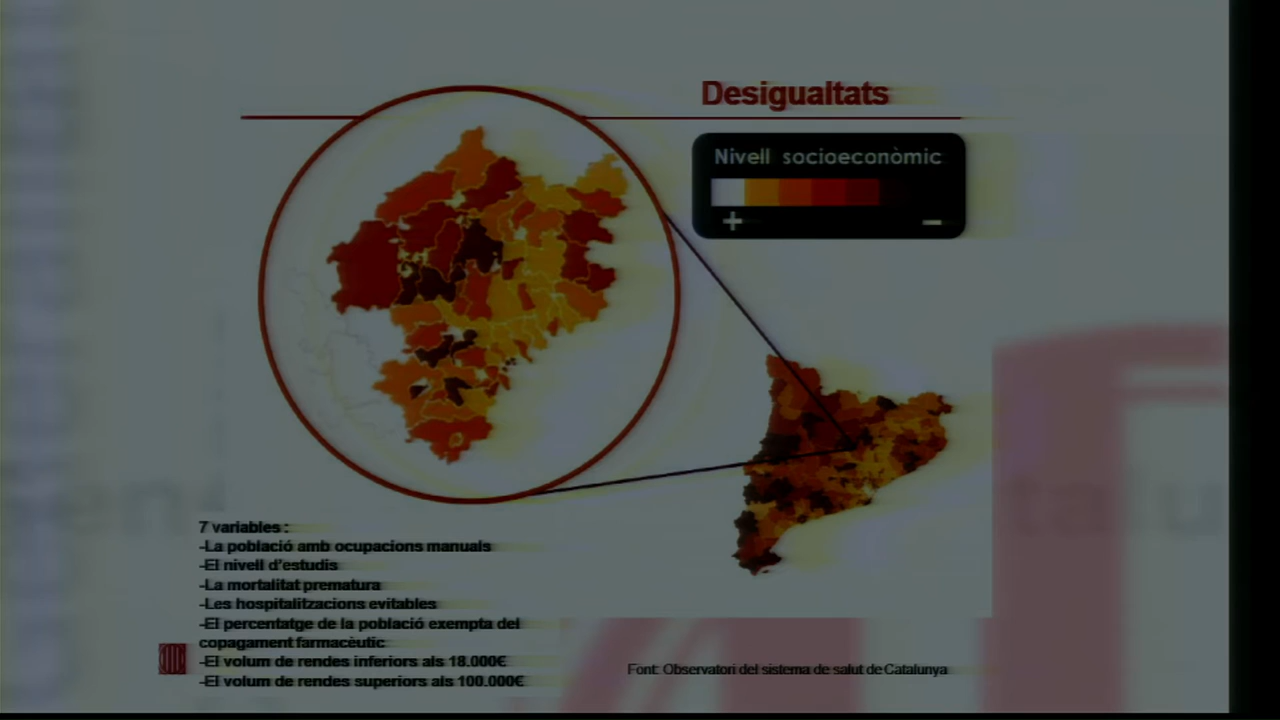 Desigualtats
Nivell socioeconòmic
+ −
7 variables :
-La població amb ocupacions manuals
-El nivell d'estudis
-La mortalitat prematura
-Les hospitalitzacions evitables
-El percentatge de la població exempta del
copagament farmacèutic
-El volum de rendes inferiors als 18.000€
-El volum de rendes superiors als 100.000€
Font: Observatori del sistema de salut de Catalunya